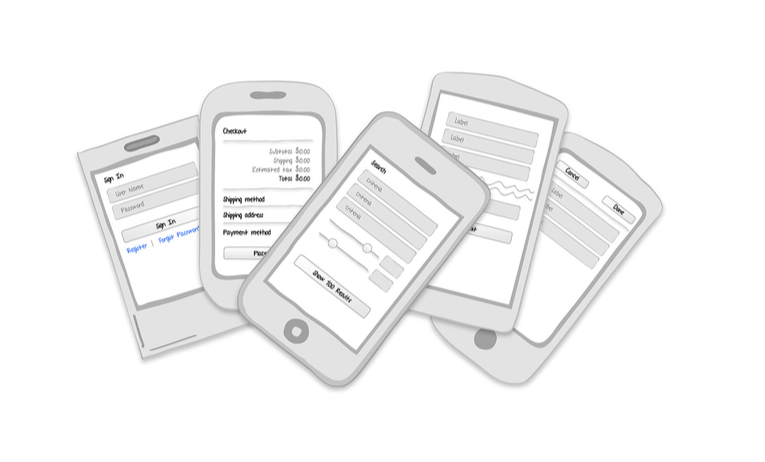 Sign In
User Name
Password
Sign In
Register | Forgot Password
Checkout
Subtotal $0.00
Shipping $0.00
Estimated tax $0.00
Total $0.00
Shipping method
Shipping address
Payment method
Search
Criteria
Criteria
Criteria
Show 500 Results
Label
Label
Cancel
Done
Label